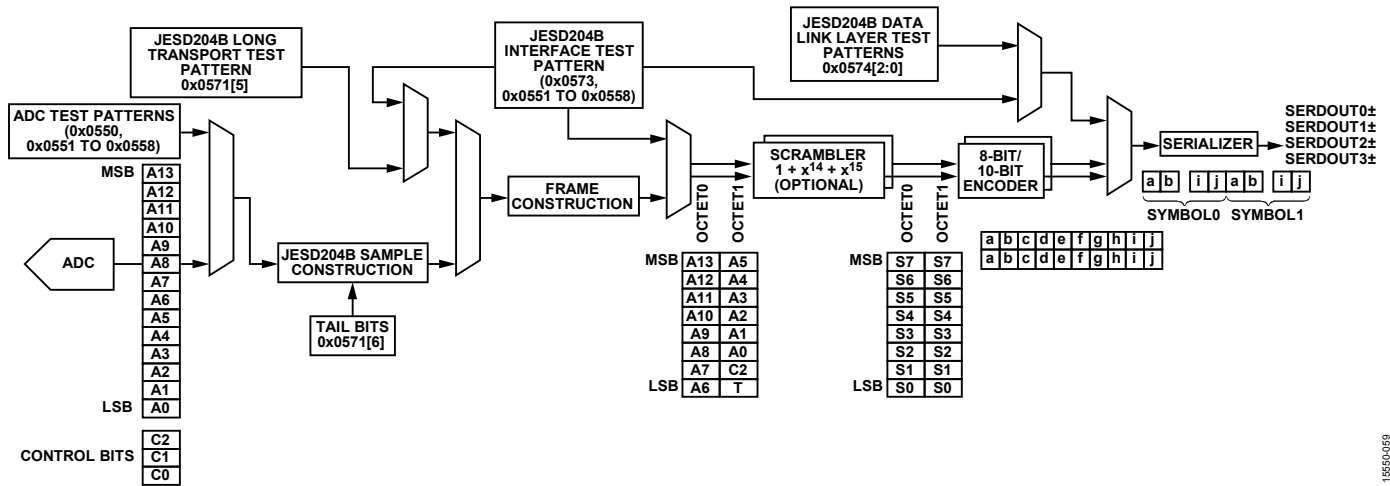 JESD204B LONG
TRANSPORT TEST
PATTERN
0x0571[5]
JESD204B
INTERFACE TEST
PATTERN
(0x0573,
0x0551 TO 0x0558)
JESD204B DATA
LINK LAYER TEST
PATTERNS
0x0574[2:0]
ADC TEST PATTERNS
(0x0550,
0x0551 TO 0x0558)
MSB A13
A12
A11
A10
A9
A8
A7
A6
A5
A4
A3
A2
A1
LSB A0
C2
CONTROL BITS C1
C0
ADC
JESD204B SAMPLE
CONSTRUCTION
TAIL BITS
0x0571[6]
FRAME
CONSTRUCTION
OCTET0
OCTET1
MSB A13 A5
A12 A4
A11 A3
A10 A2
A9 A1
A8 A0
A7 C2
LSB A6 T
SCRAMBLER
1 + x14 + x15
(OPTIONAL)
OCTET0
OCTET1
MSB S7 S7
S6 S6
S5 S5
S4 S4
S3 S3
S2 S2
S1 S1
LSB S0 S0
8-BIT/
10-BIT
ENCODER
a b c d e f g h i j
a b c d e f g h i j
SERIALIZER
SERDOUT0±
SERDOUT1±
SERDOUT2±
SERDOUT3±
a b i j a b i j
SYMBOL0 SYMBOL1
15550-059